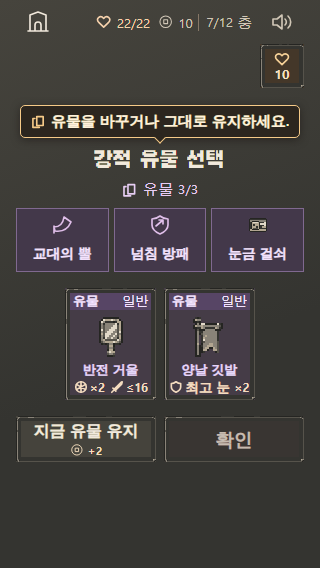 22/22 10 7/12 층
10
유물을 바꾸거나 그대로 유지하세요.
강적 유물 선택
유물 3/3
교대의 뿔 넘침 방패 눈금 걸쇠
유물 일반 유물 일반
반전 거울 양날 깃발
×2 ≤16 최고 눈 ×2
지금 유물 유지 확인
+2